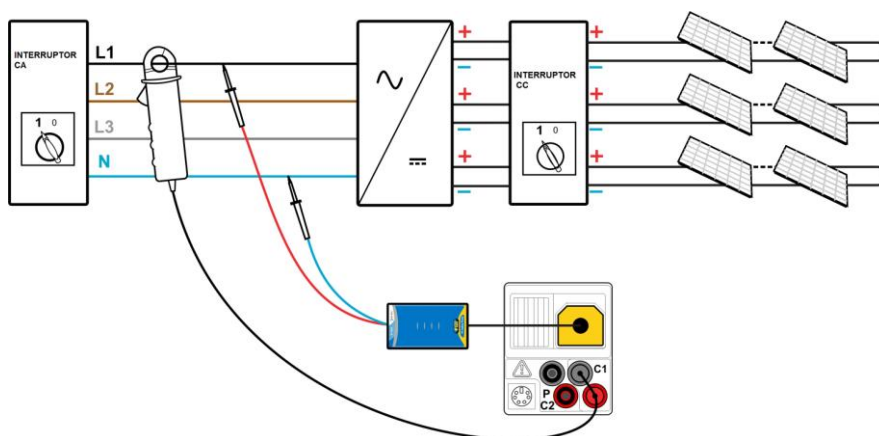 INTERRUPTOR
CA
1 0
L1
L2
L3
N
+
–
+
–
+
–
INTERRUPTOR
CC
1 0
+
–
+
–
+
–
C1
P
C2